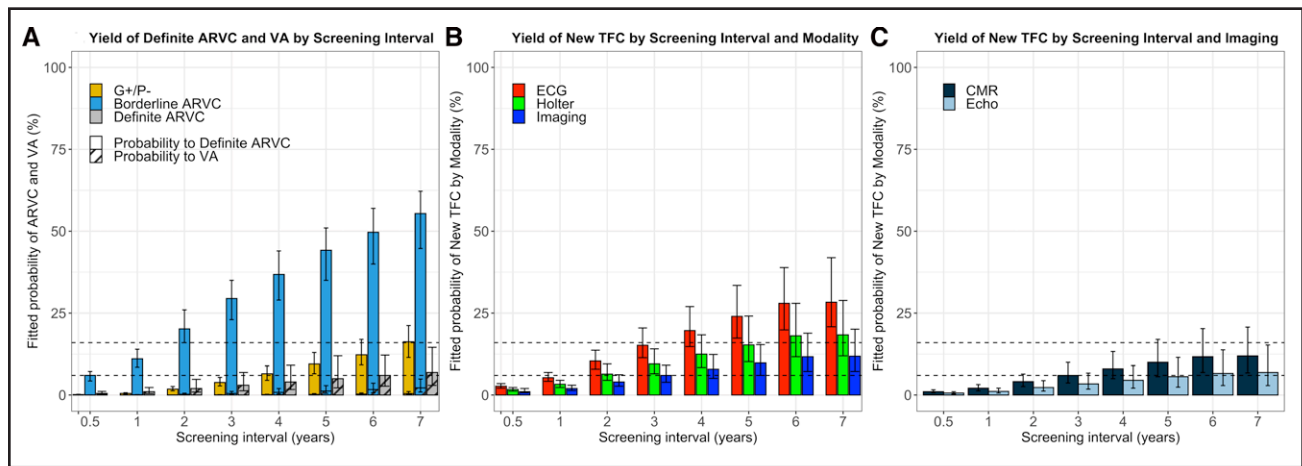 A
Yield of Definite ARVC and VA by Screening Interval
Fitted probability of ARVC and VA (%)
100
75
50
25
0
G+/P-
Borderline ARVC
Definite ARVC
Probability to Definite ARVC
Probability to VA
0.5 1 2 3 4 5 6 7
Screening interval (years)
B
Yield of New TFC by Screening Interval and Modality
Fitted probability of New TFC by Modality (%)
100
75
50
25
0
ECG
Holter
Imaging
0.5 1 2 3 4 5 6 7
Screening interval (years)
C
Yield of New TFC by Screening Interval and Imaging
Fitted probability of New TFC by Modality (%)
100
75
50
25
0
CMR
Echo
0.5 1 2 3 4 5 6 7
Screening interval (years)